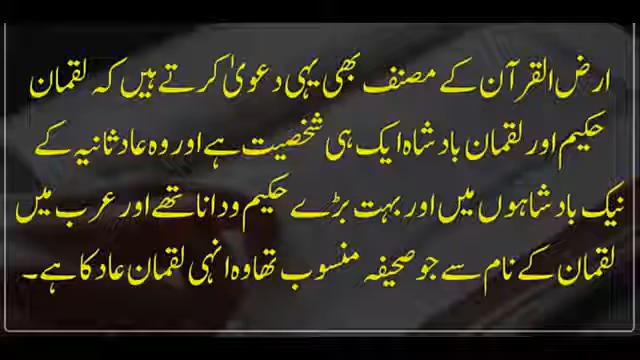 ارض القرآن کے مصنف بھی یہی دعویٰ کرتے ہیں کہ لقمان
حکیم اور لقمان بادشاہ ایک ہی شخصیت ہے اور وہ عاد ثانیہ کے
نیک بادشاہوں میں اور بہت بڑے حکیم ودانا تھے اور عرب میں
لقمان کے نام سے جو صحیفہ منسوب تھا وہ انہی لقمان عاد کا ہے۔